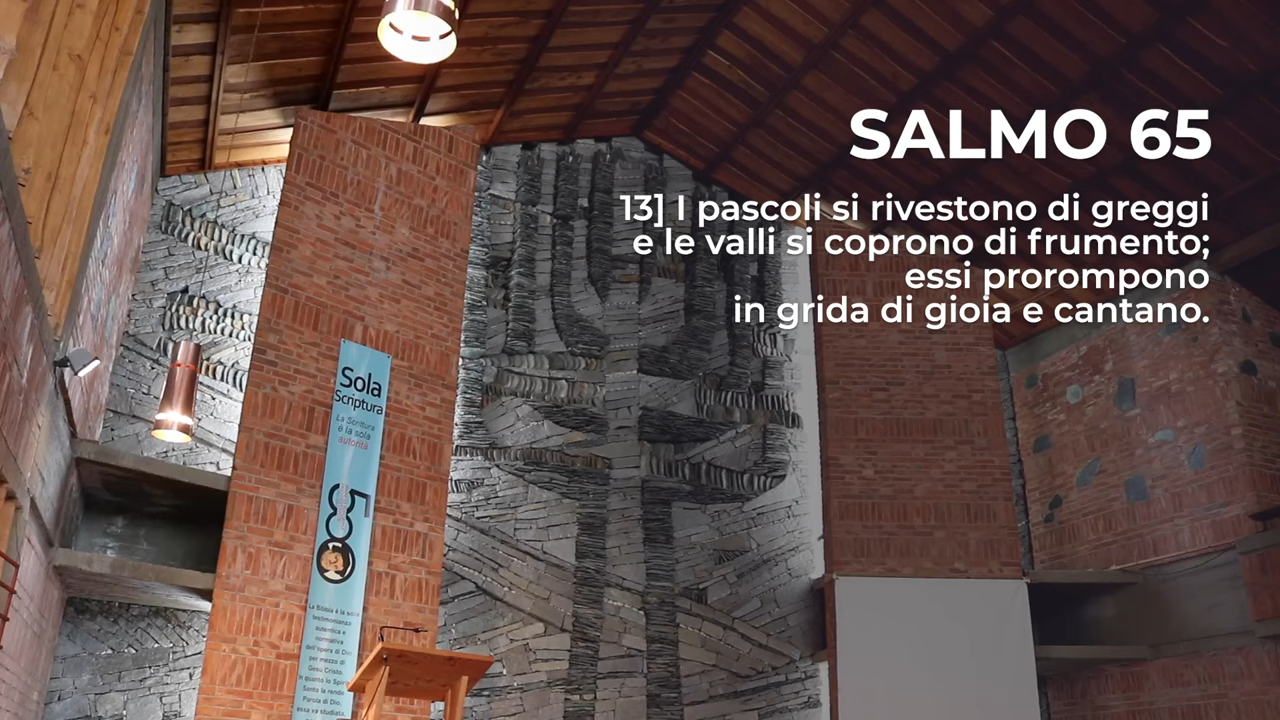 SALMO 65
13] I pascoli si rivestono di greggi
e le valli si coprono di frumento;
essi prorompono
in grida di gioia e cantano.
Sola
Scriptura
La Scrittura
è la sola
autorità
500
La Bibbia è la sola
testimonianza
autentica e
normativa
dell'opera di Dio
per mezzo di
Gesù Cristo.
In quanto lo Spirito
Santo la rende
Parola di Dio,
essa va studiata,